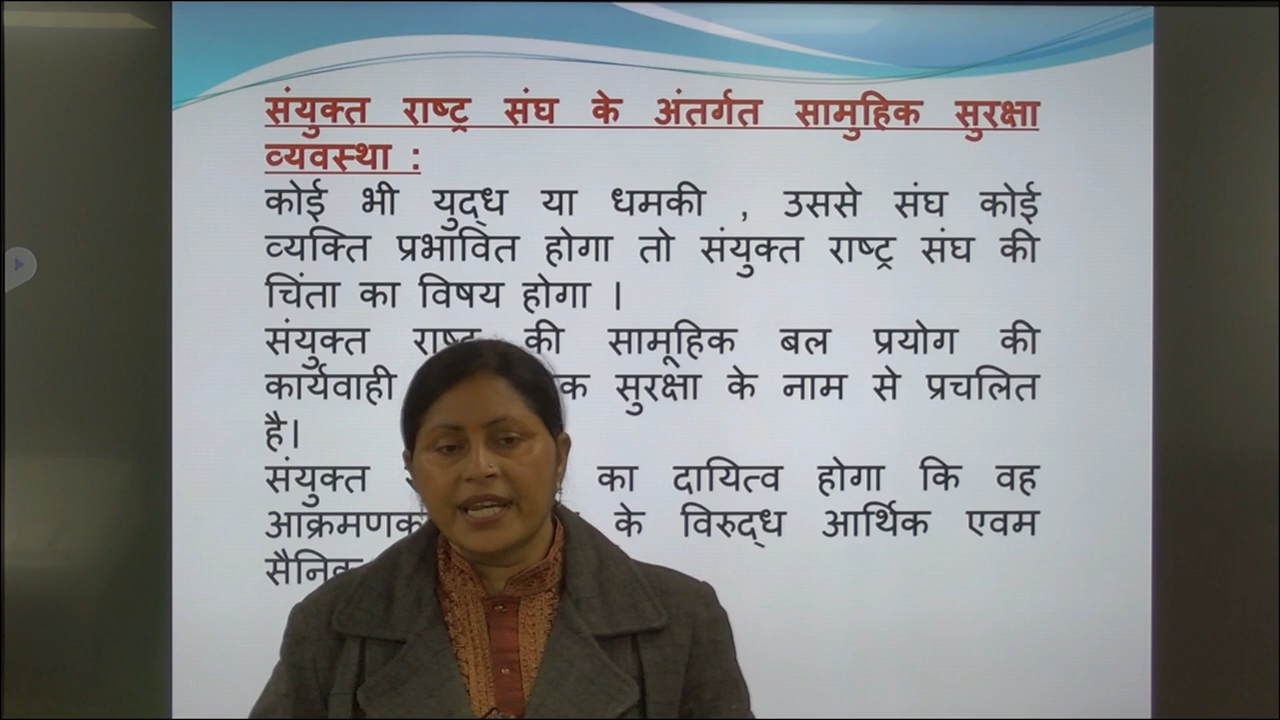 संयुक्त राष्ट्र संघ के अंतर्गत सामुहिक सुरक्षा
व्यवस्था :
कोई भी युद्ध या धमकी , उससे संघ कोई
व्यक्ति प्रभावित होगा तो संयुक्त राष्ट्र संघ की
चिंता का विषय होगा ।
संयुक्त राष्ट्र की सामूहिक बल प्रयोग की
कार्यवाही सुरक्षा के नाम से प्रचलित
है।
संयुक्त का दायित्व होगा कि वह
के विरुद्ध आर्थिक एवम